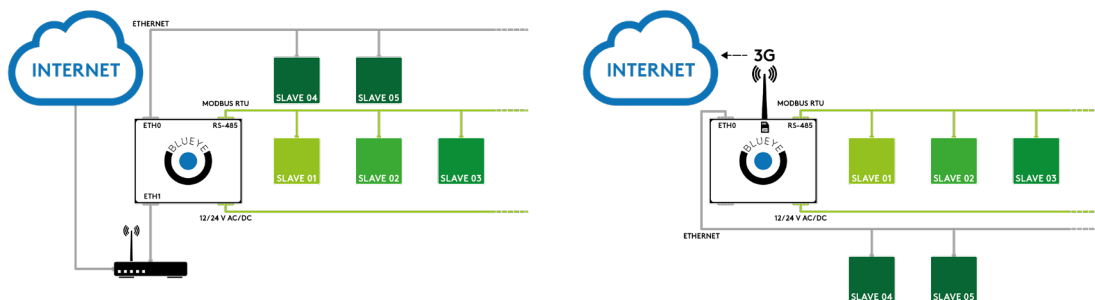 ETHERNET
INTERNET
SLAVE 04
SLAVE 05
MODBUS RTU
ETH0
RS-485
BLUEYE
SLAVE 01
SLAVE 02
SLAVE 03
ETH1
12/24 V AC/DC
INTERNET
3G
MODBUS RTU
ETH0
RS-485
BLUEYE
SLAVE 01
SLAVE 02
SLAVE 03
12/24 V AC/DC
ETHERNET
SLAVE 04
SLAVE 05